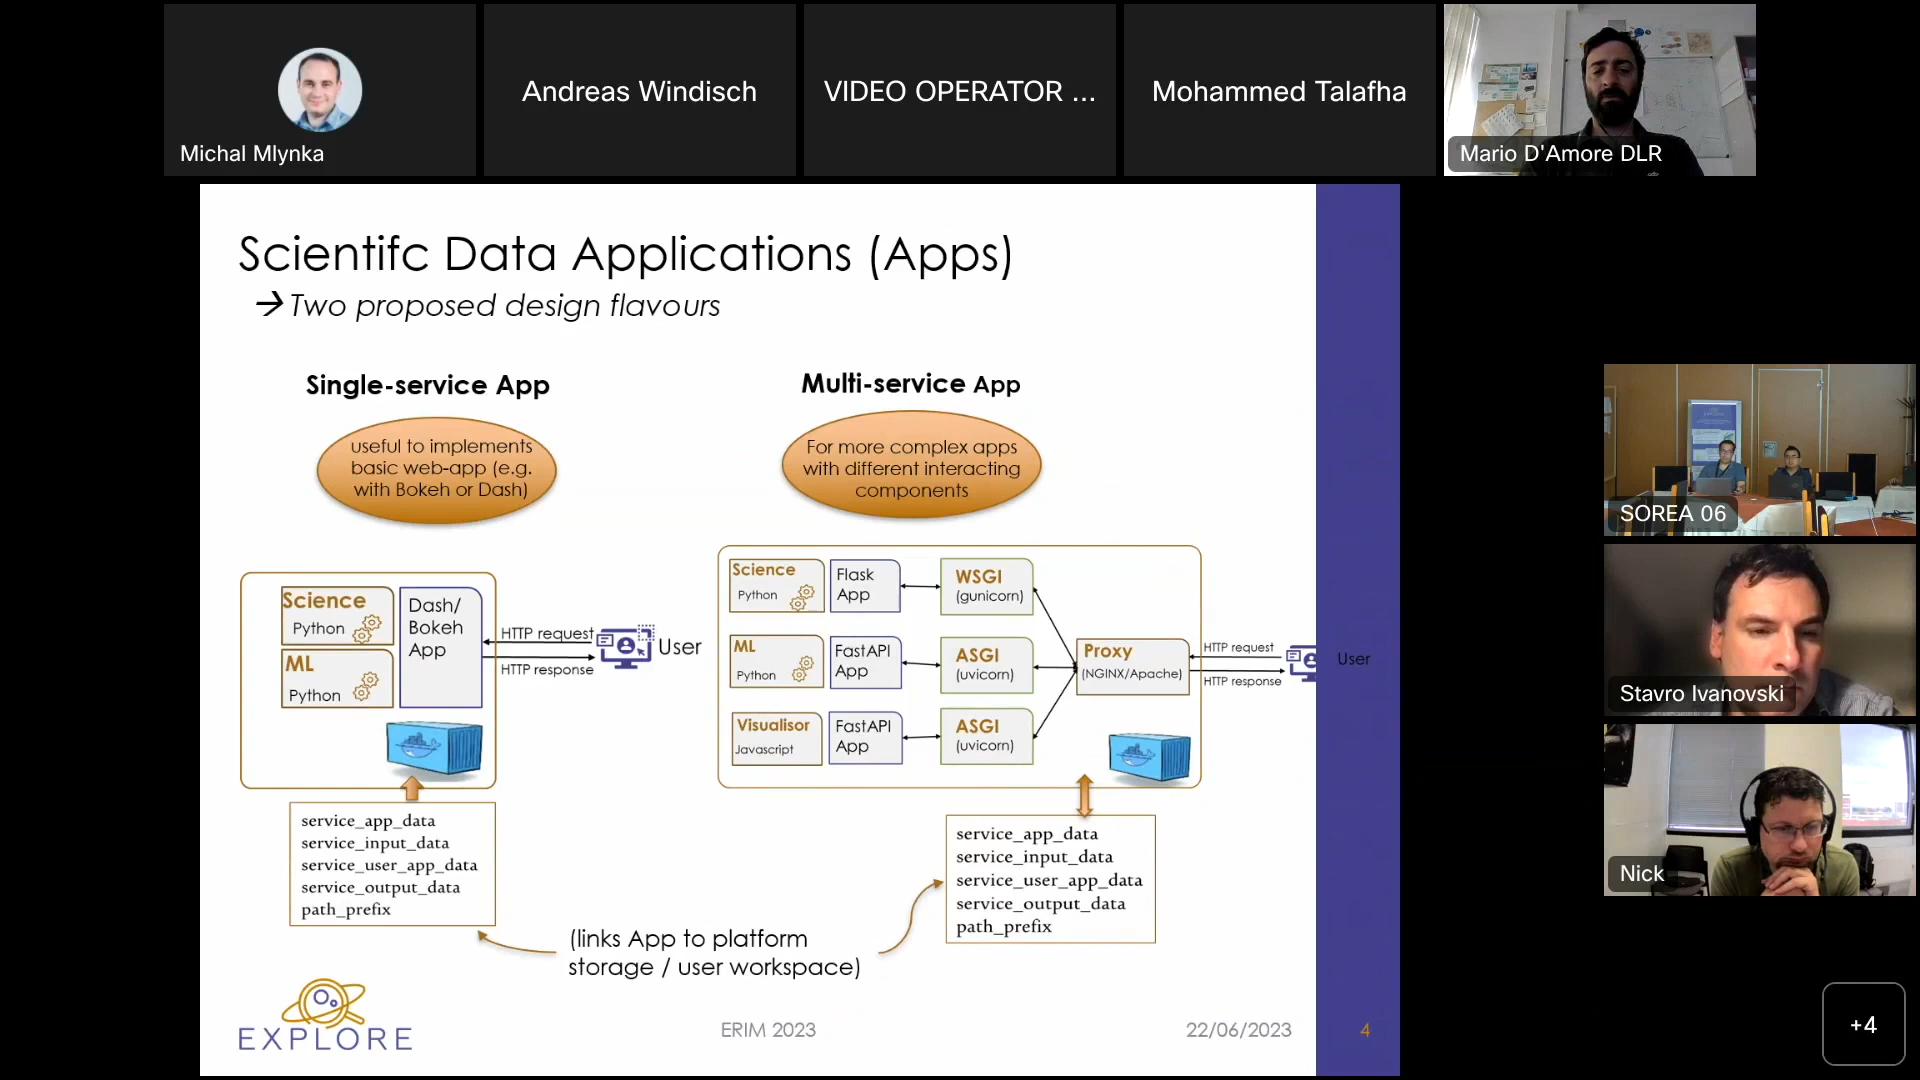 Michal Mlynka
Andreas Windisch
VIDEO OPERATOR ...
Mohammed Talafha
Mario D'Amore DLR
Scientifc Data Applications (Apps)
→ Two proposed design flavours
Single-service App
useful to implements
basic web-app (e.g.
with Bokeh or Dash)
Science
Python
ML
Python
Dash/
Bokeh
App
HTTP request
HTTP response
User
service_app_data
service_input_data
service_user_app_data
service_output_data
path_prefix
Multi-service App
For more complex apps
with different interacting
components
Science
Python
Flask
App
WSGI
(gunicorn)
ML
Python
FastAPI
App
ASGI
(uvicorn)
Visualisor
Javascript
FastAPI
App
ASGI
(uvicorn)
Proxy
(NGINX/Apache)
HTTP request
HTTP response
User
service_app_data
service_input_data
service_user_app_data
service_output_data
path_prefix
(links App to platform
storage / user workspace)
EXPLORE
ERIM 2023
22/06/2023
4
SOREA 06
Stavro Ivanovski
Nick
+4